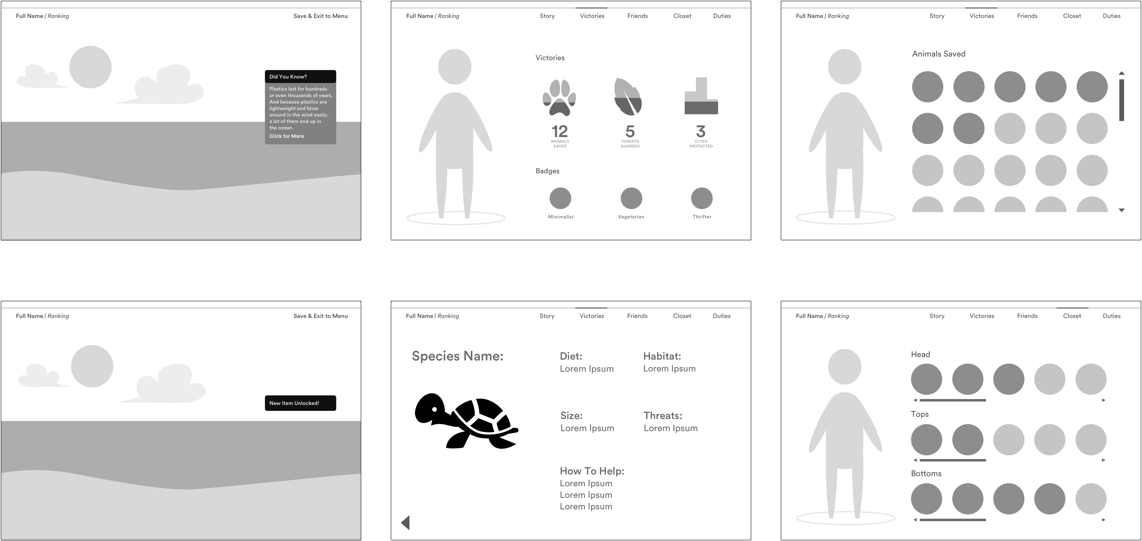 Full Name / Ranking
Save & Exit to Menu
Did You Know?
Plastics last for hundreds
or even thousands of years.
And because plastics are
lightweight and blow
around in the wind easily,
a lot of them end up in
the ocean.
Click for More
Full Name / Ranking
Story Victories Friends Closet Duties
Victories
12
ANIMALS
SAVED
5
FORESTS
GUARDED
3
CITIES
PROTECTED
Badges
Minimalist
Vegetarian
Thrifter
Full Name / Ranking
Story Victories Friends Closet Duties
Animals Saved
Full Name / Ranking
Save & Exit to Menu
New Item Unlocked!
Full Name / Ranking
Story Victories Friends Closet Duties
Species Name:
Diet:
Lorem Ipsum
Habitat:
Lorem Ipsum
Size:
Lorem Ipsum
Threats:
Lorem Ipsum
How To Help:
Lorem Ipsum
Lorem Ipsum
Lorem Ipsum
Full Name / Ranking
Story Victories Friends Closet Duties
Head
Tops
Bottoms